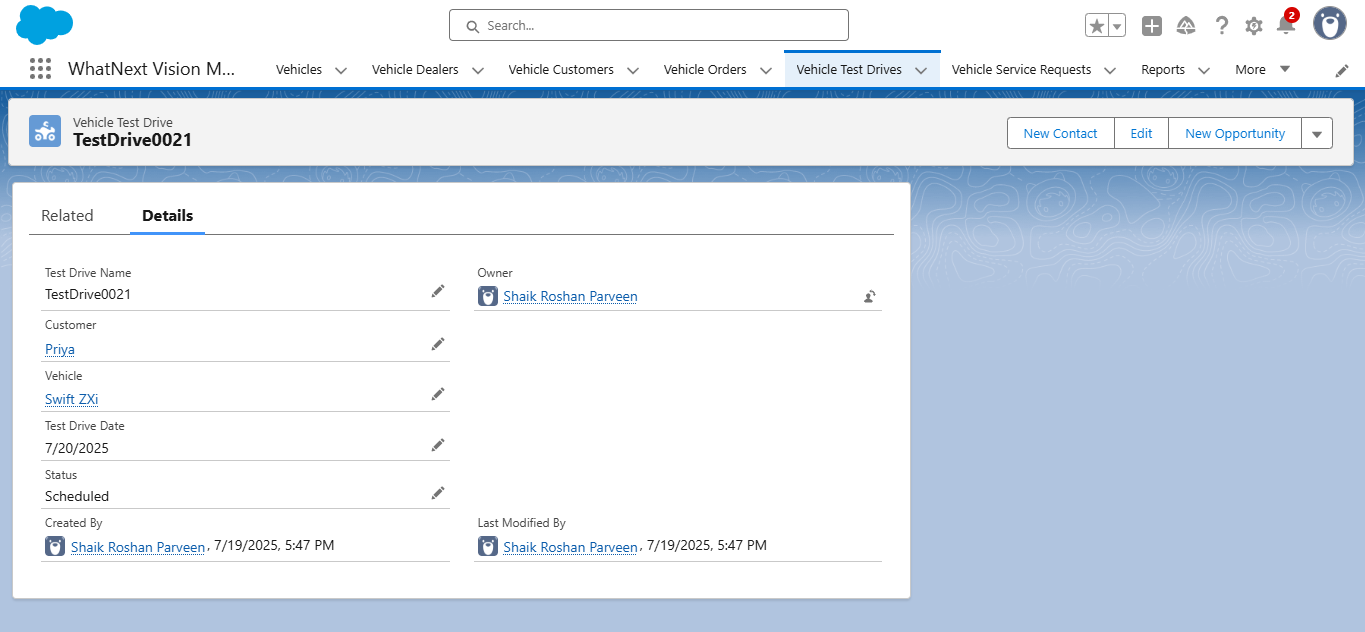 Search...
2
WhatNext Vision M...
Vehicles
Vehicle Dealers
Vehicle Customers
Vehicle Orders
Vehicle Test Drives
Vehicle Service Requests
Reports
More
Vehicle Test Drive
TestDrive0021
New Contact
Edit
New Opportunity
Related
Details
Test Drive Name
TestDrive0021
Owner
Shaik Roshan Parveen
Customer
Priya
Vehicle
Swift ZXi
Test Drive Date
7/20/2025
Status
Scheduled
Created By
Shaik Roshan Parveen, 7/19/2025, 5:47 PM
Last Modified By
Shaik Roshan Parveen, 7/19/2025, 5:47 PM